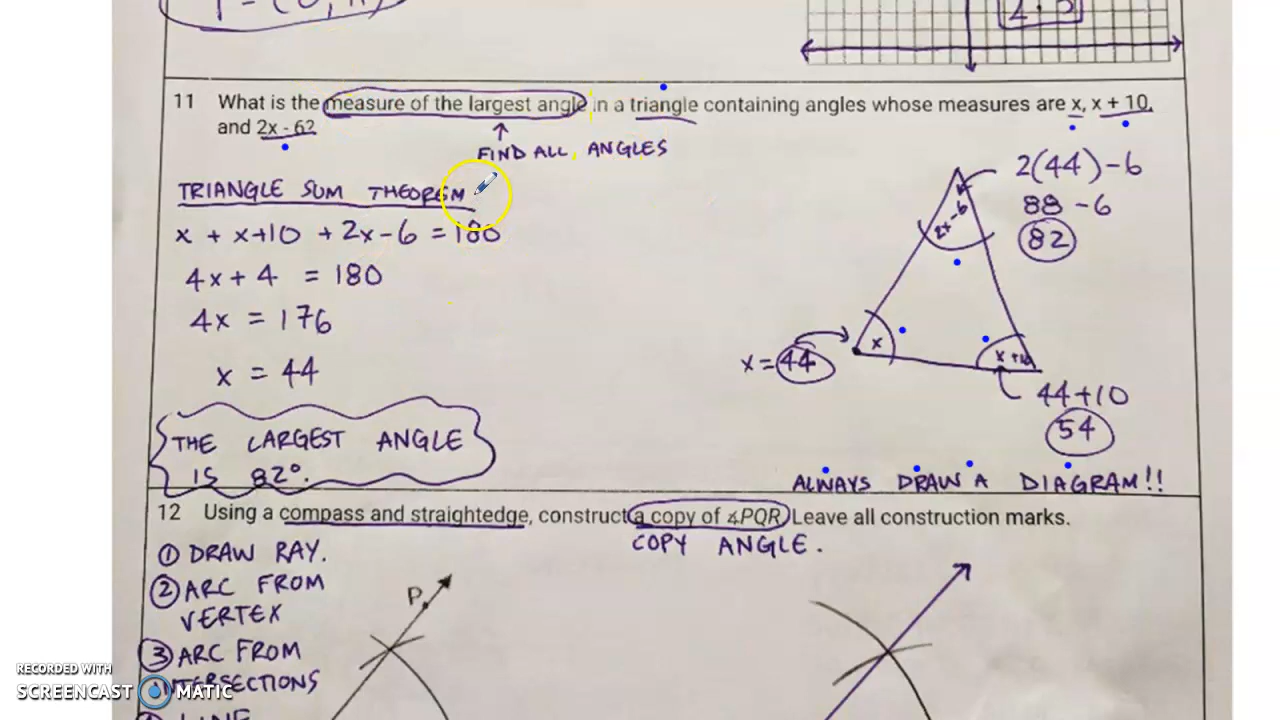 11 What is the measure of the largest angle in a triangle containing angles whose measures are x, x + 10,
and 2x - 6?
FIND ALL ANGLES
TRIANGLE SUM THEOREM
x + x+10 + 2x - 6 = 180
4x + 4 = 180
4x = 176
x = 44
THE LARGEST ANGLE
IS 82°.
2(44) - 6
88 - 6
82
2x - 6
x
x + 10
x = 44
44+10
54
ALWAYS DRAW A DIAGRAM!!
12 Using a compass and straightedge, construct a copy of ∡PQR. Leave all construction marks.
COPY ANGLE.
① DRAW RAY.
② ARC FROM
VERTEX
③ ARC FROM
INTERSECTIONS
LINE
P
RECORDED WITH
SCREENCAST MATIC